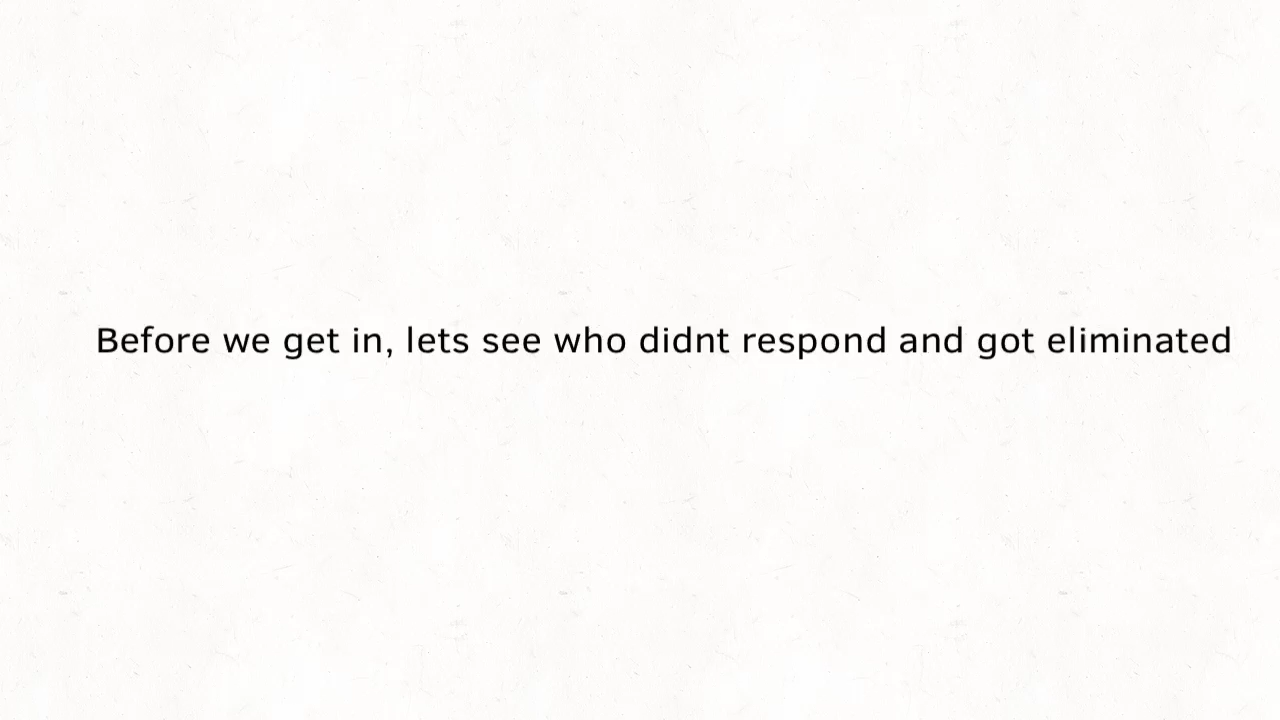 Before we get in, lets see who didnt respond and got eliminated